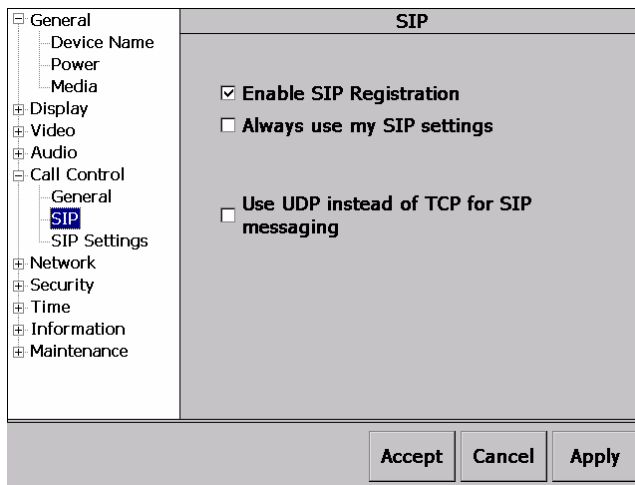 General
Device Name
Power
Media
Display
Video
Audio
Call Control
General
SIP
SIP Settings
Network
Security
Time
Information
Maintenance
SIP
Enable SIP Registration
Always use my SIP settings
Use UDP instead of TCP for SIP
messaging
Accept
Cancel
Apply